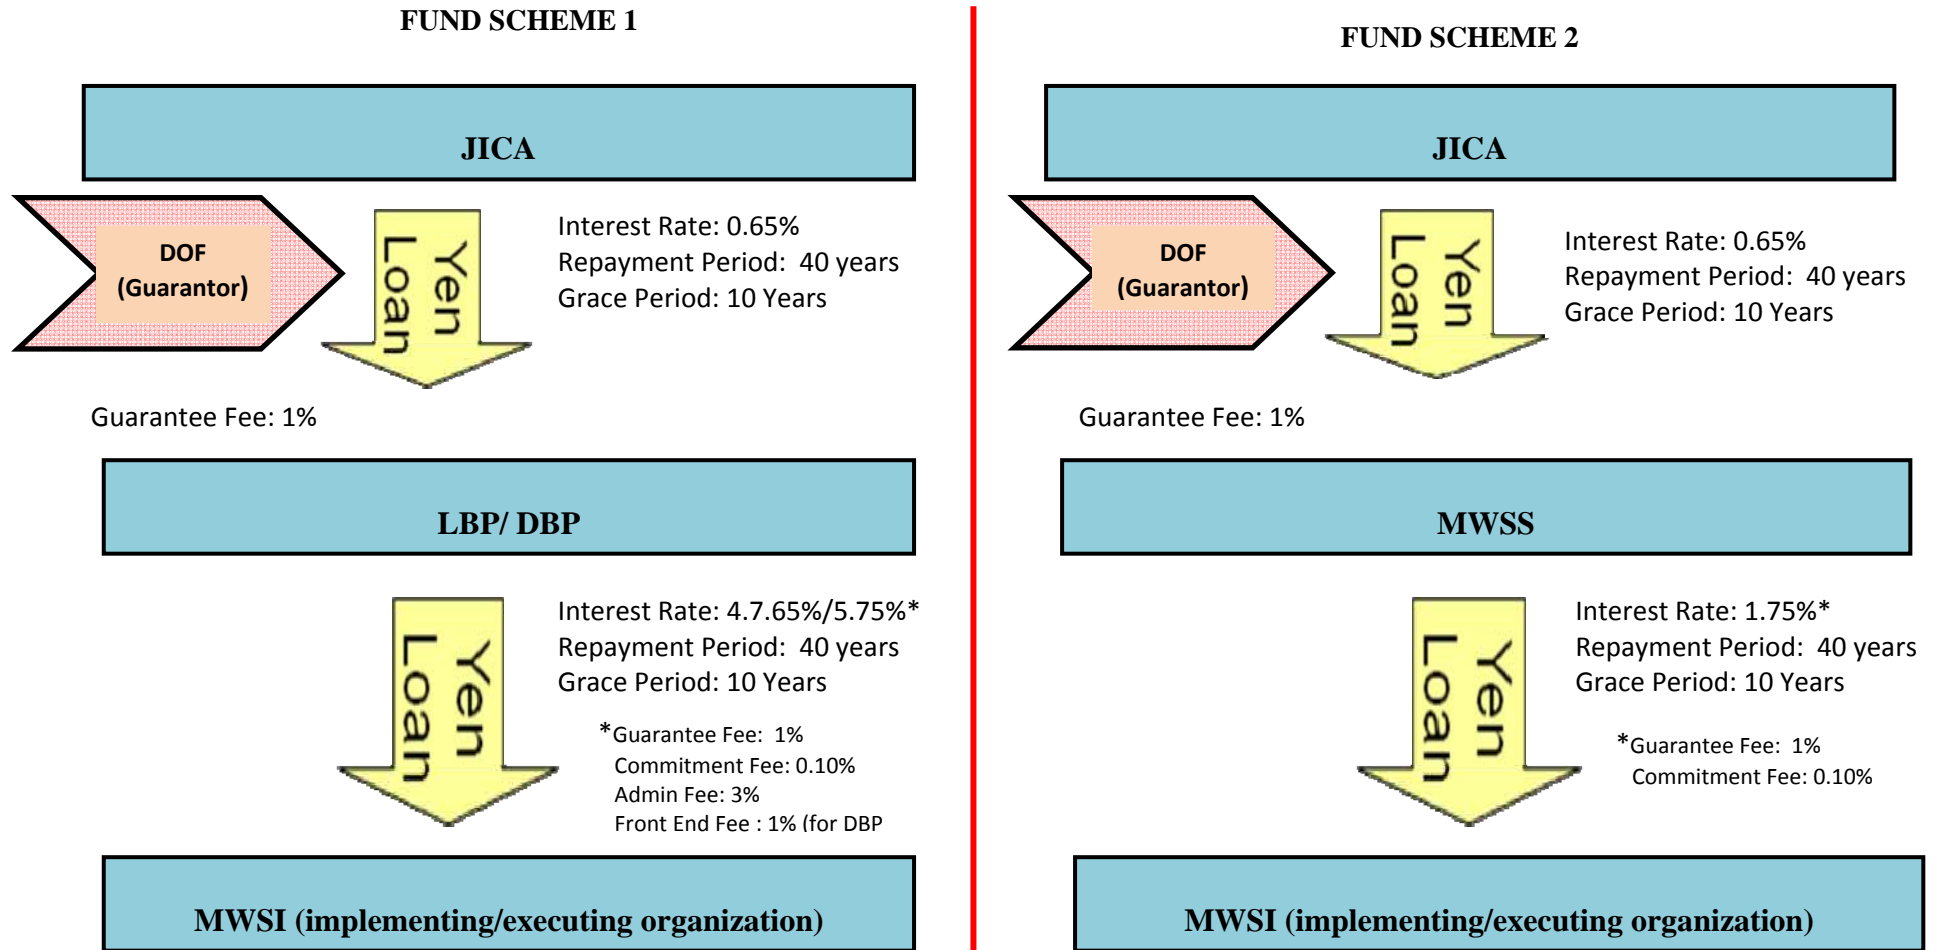 FUND SCHEME 1
JICA
DOF
(Guarantor)
Yen
Loan
Interest Rate: 0.65%
Repayment Period: 40 years
Grace Period: 10 Years
Guarantee Fee: 1%
LBP/ DBP
Yen
Loan
Interest Rate: 4.7.65%/5.75%*
Repayment Period: 40 years
Grace Period: 10 Years
*Guarantee Fee: 1%
Commitment Fee: 0.10%
Admin Fee: 3%
Front End Fee : 1% (for DBP
MWSI (implementing/executing organization)
FUND SCHEME 2
JICA
DOF
(Guarantor)
Yen
Loan
Interest Rate: 0.65%
Repayment Period: 40 years
Grace Period: 10 Years
Guarantee Fee: 1%
MWSS
Yen
Loan
Interest Rate: 1.75%*
Repayment Period: 40 years
Grace Period: 10 Years
*Guarantee Fee: 1%
Commitment Fee: 0.10%
MWSI (implementing/executing organization)